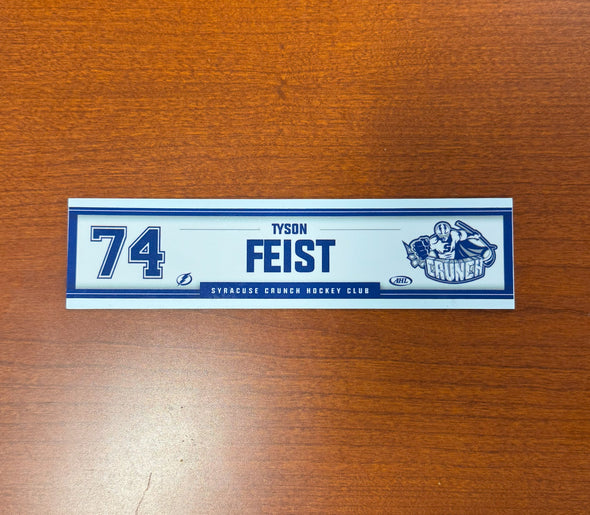 74
TYSON
FEIST
SYRACUSE CRUNCH HOCKEY CLUB
AHL
CRUNCH